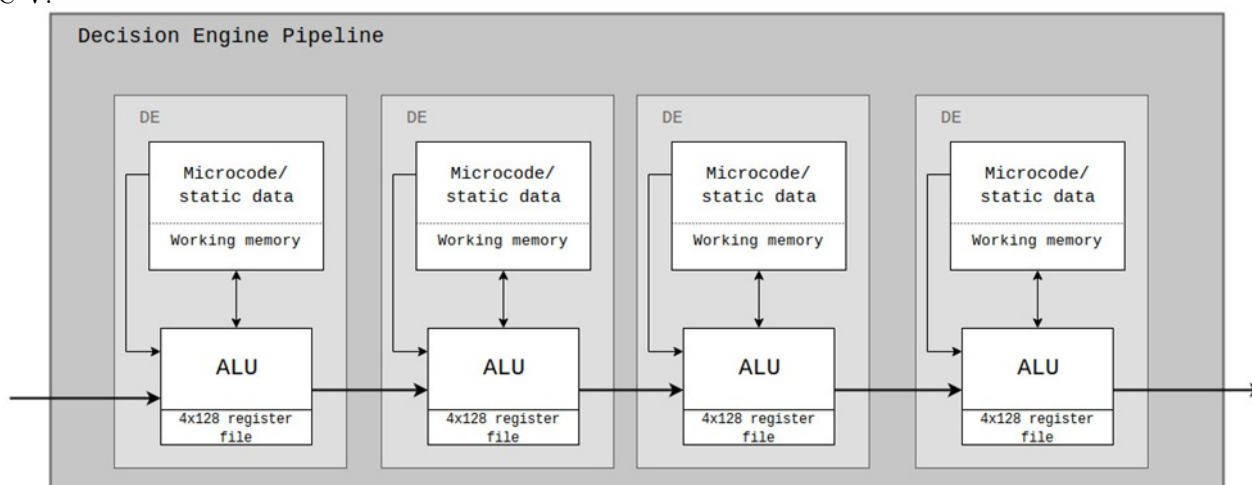 Decision Engine Pipeline
DE
Microcode/
static data
Working memory
ALU
4x128 register
file
DE
Microcode/
static data
Working memory
ALU
4x128 register
file
DE
Microcode/
static data
Working memory
ALU
4x128 register
file
DE
Microcode/
static data
Working memory
ALU
4x128 register
file